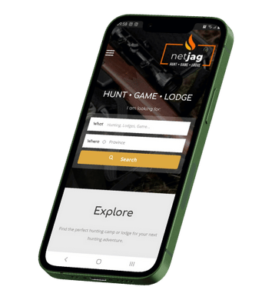 netjag
HUNT • GAME • LODGE
HUNT • GAME • LODGE
I am looking for
What hunting, lodges, game
Where Province
Search
Explore
Find the perfect hunting camp or lodge for your next
hunting adventure